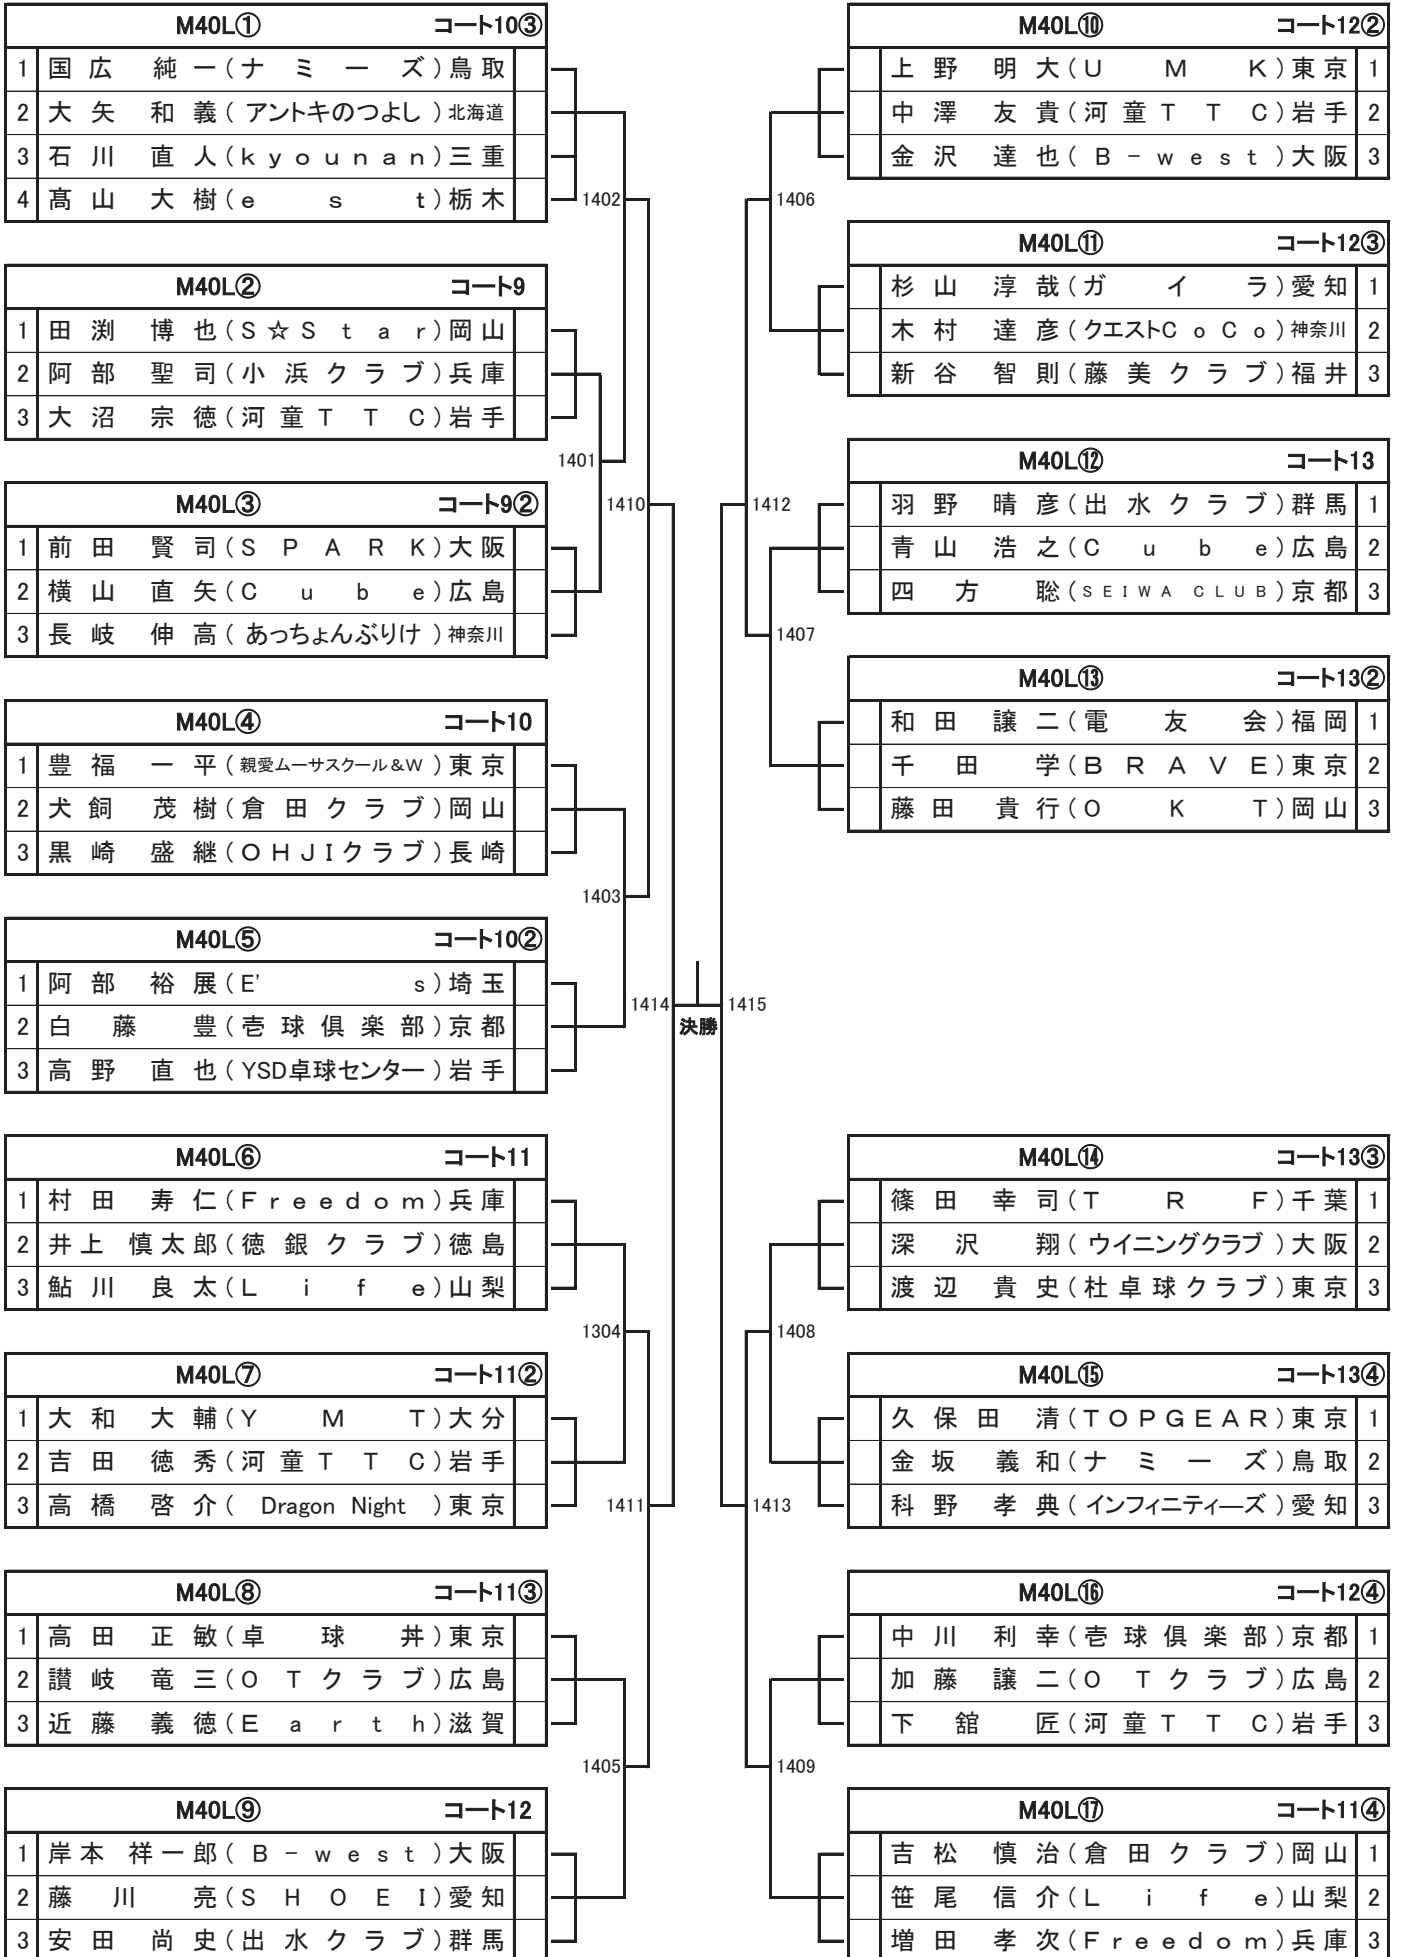 M40L① コート10③
1 国広 純一(ナミーズ)鳥取
2 大矢 和義(アントキのつよし)北海道
3 石川 直人(kyounan)三重
4 髙山 大樹(est)栃木
1402
M40L② コート9
1 田渕 博也(S☆Star)岡山
2 阿部 聖司(小浜クラブ)兵庫
3 大沼 宗徳(河童TTC)岩手
1401
M40L③ コート9②
1410
1 前田 賢司(SPARK)大阪
2 横山 直矢(Cube)広島
3 長岐 伸高(あっちょんぶりけ)神奈川
M40L④ コート10
1 豊福 一平(親愛ムーサスクール&W)東京
2 犬飼 茂樹(倉田クラブ)岡山
3 黒崎 盛継(OHJIクラブ)長崎
1403
M40L⑤ コート10②
1 阿部 裕展(E's)埼玉
2 白藤 豊(壱球倶楽部)京都
3 高野 直也(YSD卓球センター)岩手
1414
決勝
1415
M40L⑥ コート11
1 村田 寿仁(Freedom)兵庫
2 井上 慎太郎(徳銀クラブ)徳島
3 鮎川 良太(Life)山梨
1304
M40L⑦ コート11②
1 大和 大輔(YMT)大分
2 吉田 徳秀(河童TTC)岩手
3 高橋 啓介(Dragon Night)東京
1411
M40L⑧ コート11③
1 高田 正敏(卓球丼)東京
2 讃岐 竜三(OTクラブ)広島
3 近藤 義徳(Earth)滋賀
1405
M40L⑨ コート12
1 岸本 祥一郎(B-west)大阪
2 藤川 亮(SHOEI)愛知
3 安田 尚史(出水クラブ)群馬
M40L⑩ コート12②
上野 明大(UMK)東京 1
中澤 友貴(河童TTC)岩手 2
金沢 達也(B-west)大阪 3
1406
M40L⑪ コート12③
杉山 淳哉(ガイラ)愛知 1
木村 達彦(クエストCoCo)神奈川 2
新谷 智則(藤美クラブ)福井 3
M40L⑫ コート13
1412
羽野 晴彦(出水クラブ)群馬 1
青山 浩之(Cube)広島 2
四方 聡(SEIWA CLUB)京都 3
1407
M40L⑬ コート13②
和田 譲二(電友会)福岡 1
千田 学(BRAVE)東京 2
藤田 貴行(OKT)岡山 3
M40L⑭ コート13③
篠田 幸司(TRF)千葉 1
深沢 翔(ウイニングクラブ)大阪 2
渡辺 貴史(杜卓球クラブ)東京 3
1408
M40L⑮ コート13④
久保田 清(TOPGEAR)東京 1
金坂 義和(ナミーズ)鳥取 2
科野 孝典(インフィニティーズ)愛知 3
1413
M40L⑯ コート12④
中川 利幸(壱球倶楽部)京都 1
加藤 譲二(OTクラブ)広島 2
下舘 匠(河童TTC)岩手 3
1409
M40L⑰ コート11④
吉松 慎治(倉田クラブ)岡山 1
笹尾 信介(Life)山梨 2
増田 孝次(Freedom)兵庫 3